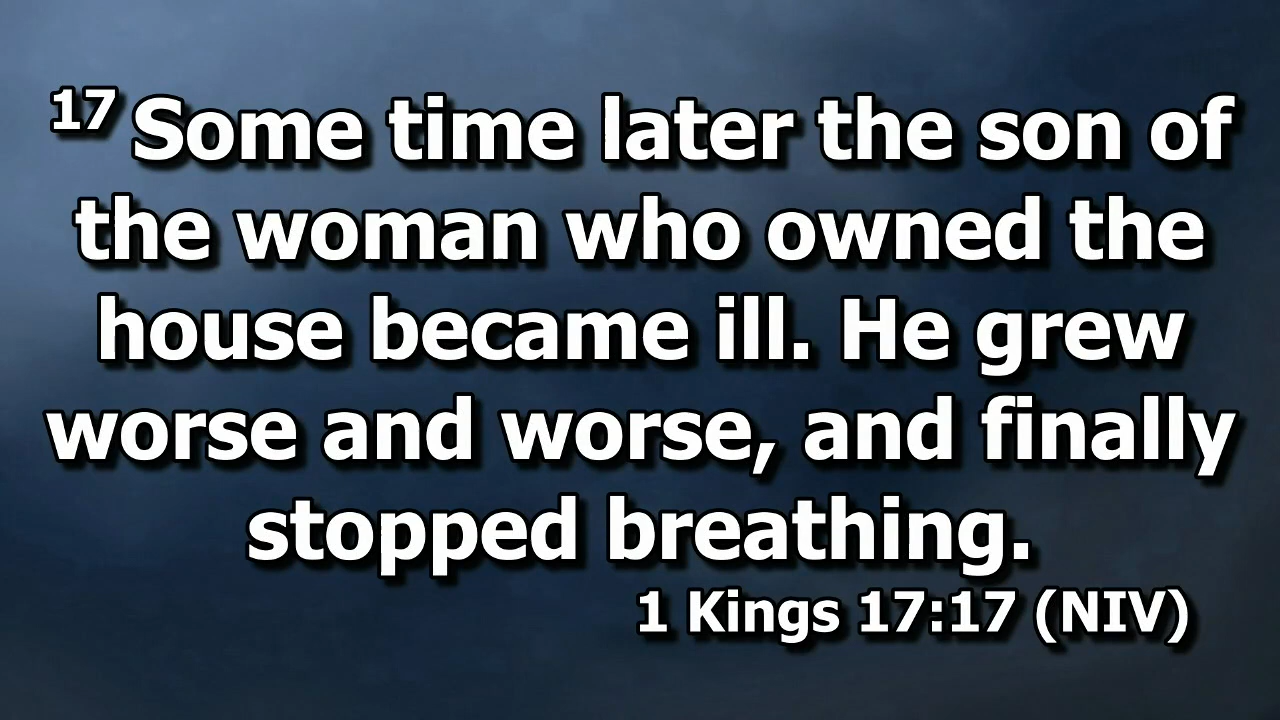 17 Some time later the son of
the woman who owned the
house became ill. He grew
worse and worse, and finally
stopped breathing.
1 Kings 17:17 (NIV)